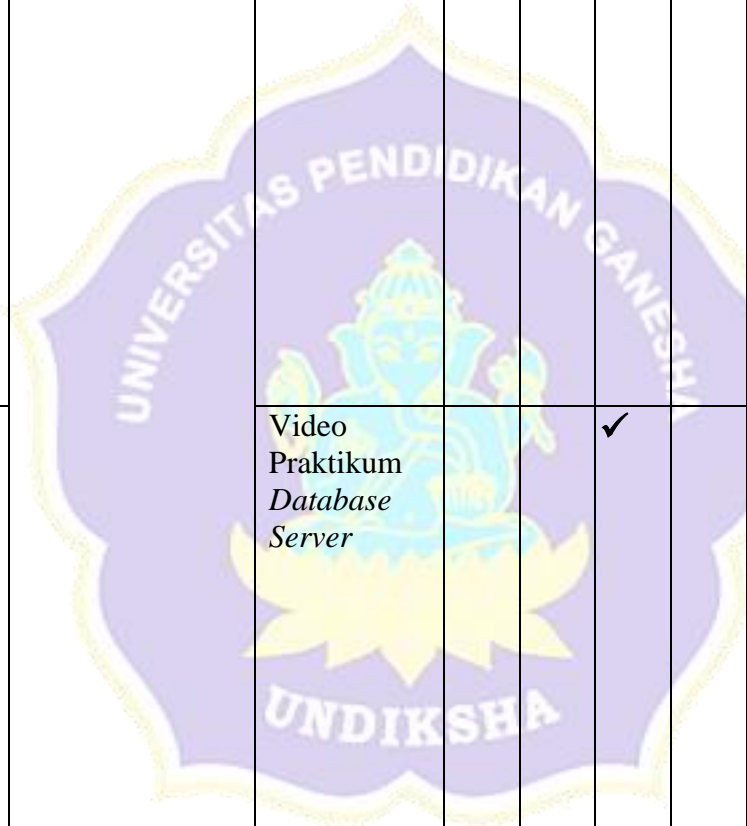 UNIVERSITAS PENDIDIKAN GANESHA
Video
Praktikum
Database
Server
✓
UNDIKSHA